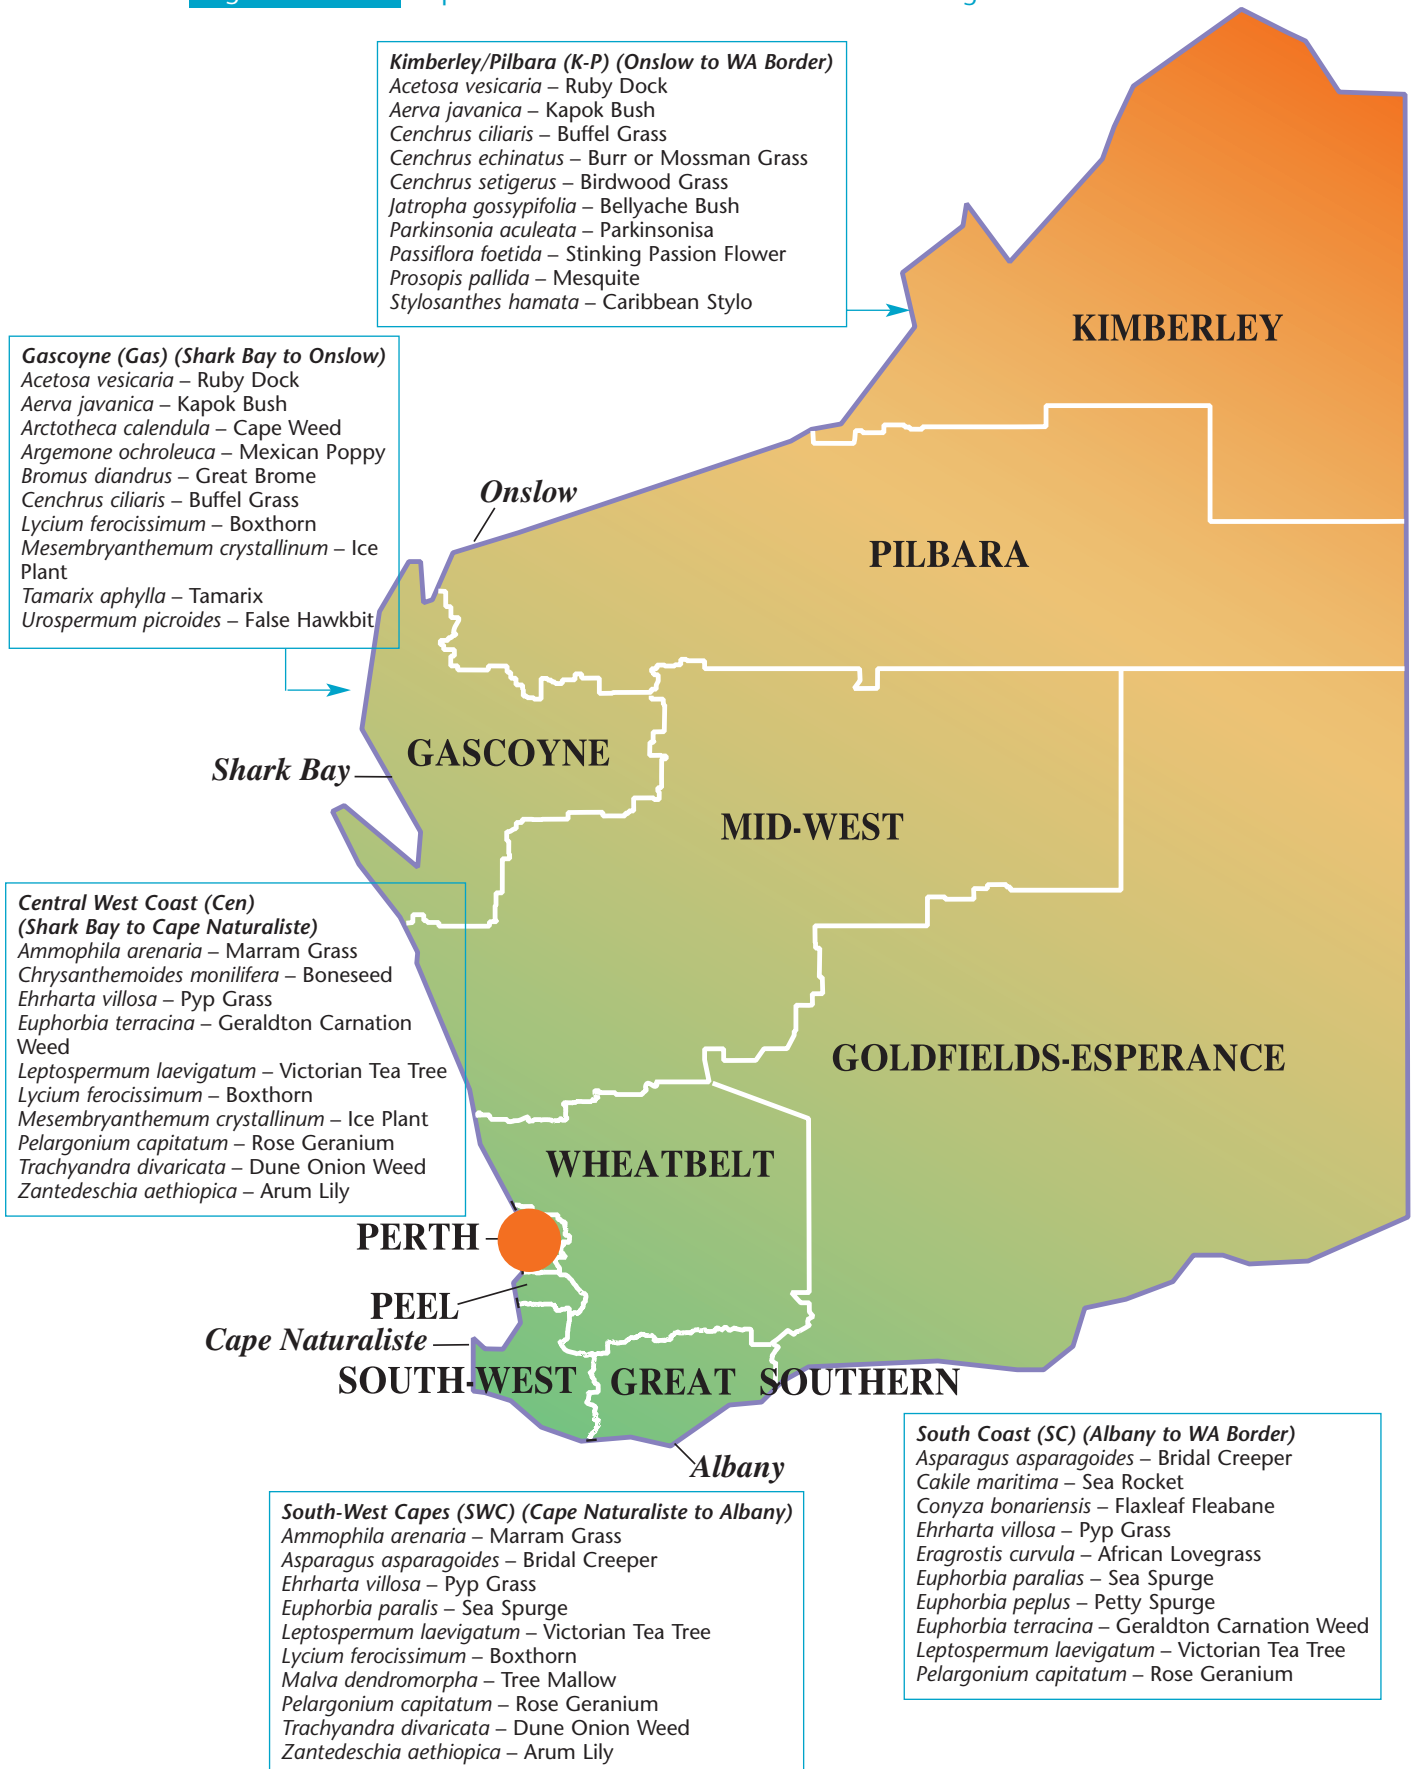 Kimberley/Pilbara (K-P) (Onslow to WA Border)
Acetosa vesicaria – Ruby Dock
Aerva javanica – Kapok Bush
Cenchrus ciliaris – Buffel Grass
Cenchrus echinatus – Burr or Mossman Grass
Cenchrus setigerus – Birdwood Grass
Jatropha gossypifolia – Bellyache Bush
Parkinsonia aculeata – Parkinsonisa
Passiflora foetida – Stinking Passion Flower
Prosopis pallida – Mesquite
Stylosanthes hamata – Caribbean Stylo
KIMBERLEY
Gascoyne (Gas) (Shark Bay to Onslow)
Acetosa vesicaria – Ruby Dock
Aerva javanica – Kapok Bush
Arctotheca calendula – Cape Weed
Argemone ochroleuca – Mexican Poppy
Bromus diandrus – Great Brome
Cenchrus ciliaris – Buffel Grass
Lycium ferocissimum – Boxthorn
Mesembryanthemum crystallinum – Ice
Plant
Tamarix aphylla – Tamarix
Urospermum picroides – False Hawkbit
Onslow
PILBARA
GASCOYNE
Shark Bay
MID-WEST
Central West Coast (Cen)
(Shark Bay to Cape Naturaliste)
Ammophila arenaria – Marram Grass
Chrysanthemoides monilifera – Boneseed
Ehrharta villosa – Pyp Grass
Euphorbia terracina – Geraldton Carnation
Weed
Leptospermum laevigatum – Victorian Tea Tree
Lycium ferocissimum – Boxthorn
Mesembryanthemum crystallinum – Ice Plant
Pelargonium capitatum – Rose Geranium
Trachyandra divaricata – Dune Onion Weed
Zantedeschia aethiopica – Arum Lily
GOLDFIELDS-ESPERANCE
WHEATBELT
PERTH
PEEL
Cape Naturaliste
SOUTH-WEST
GREAT SOUTHERN
Albany
South Coast (SC) (Albany to WA Border)
Asparagus asparagoides – Bridal Creeper
Cakile maritima – Sea Rocket
Conyza bonariensis – Flaxleaf Fleabane
Ehrharta villosa – Pyp Grass
Eragrostis curvula – African Lovegrass
Euphorbia paralias – Sea Spurge
Euphorbia peplus – Petty Spurge
Euphorbia terracina – Geraldton Carnation Weed
Leptospermum laevigatum – Victorian Tea Tree
Pelargonium capitatum – Rose Geranium
South-West Capes (SWC) (Cape Naturaliste to Albany)
Ammophila arenaria – Marram Grass
Asparagus asparagoides – Bridal Creeper
Ehrharta villosa – Pyp Grass
Euphorbia paralis – Sea Spurge
Leptospermum laevigatum – Victorian Tea Tree
Lycium ferocissimum – Boxthorn
Malva dendromorpha – Tree Mallow
Pelargonium capitatum – Rose Geranium
Trachyandra divaricata – Dune Onion Weed
Zantedeschia aethiopica – Arum Lily